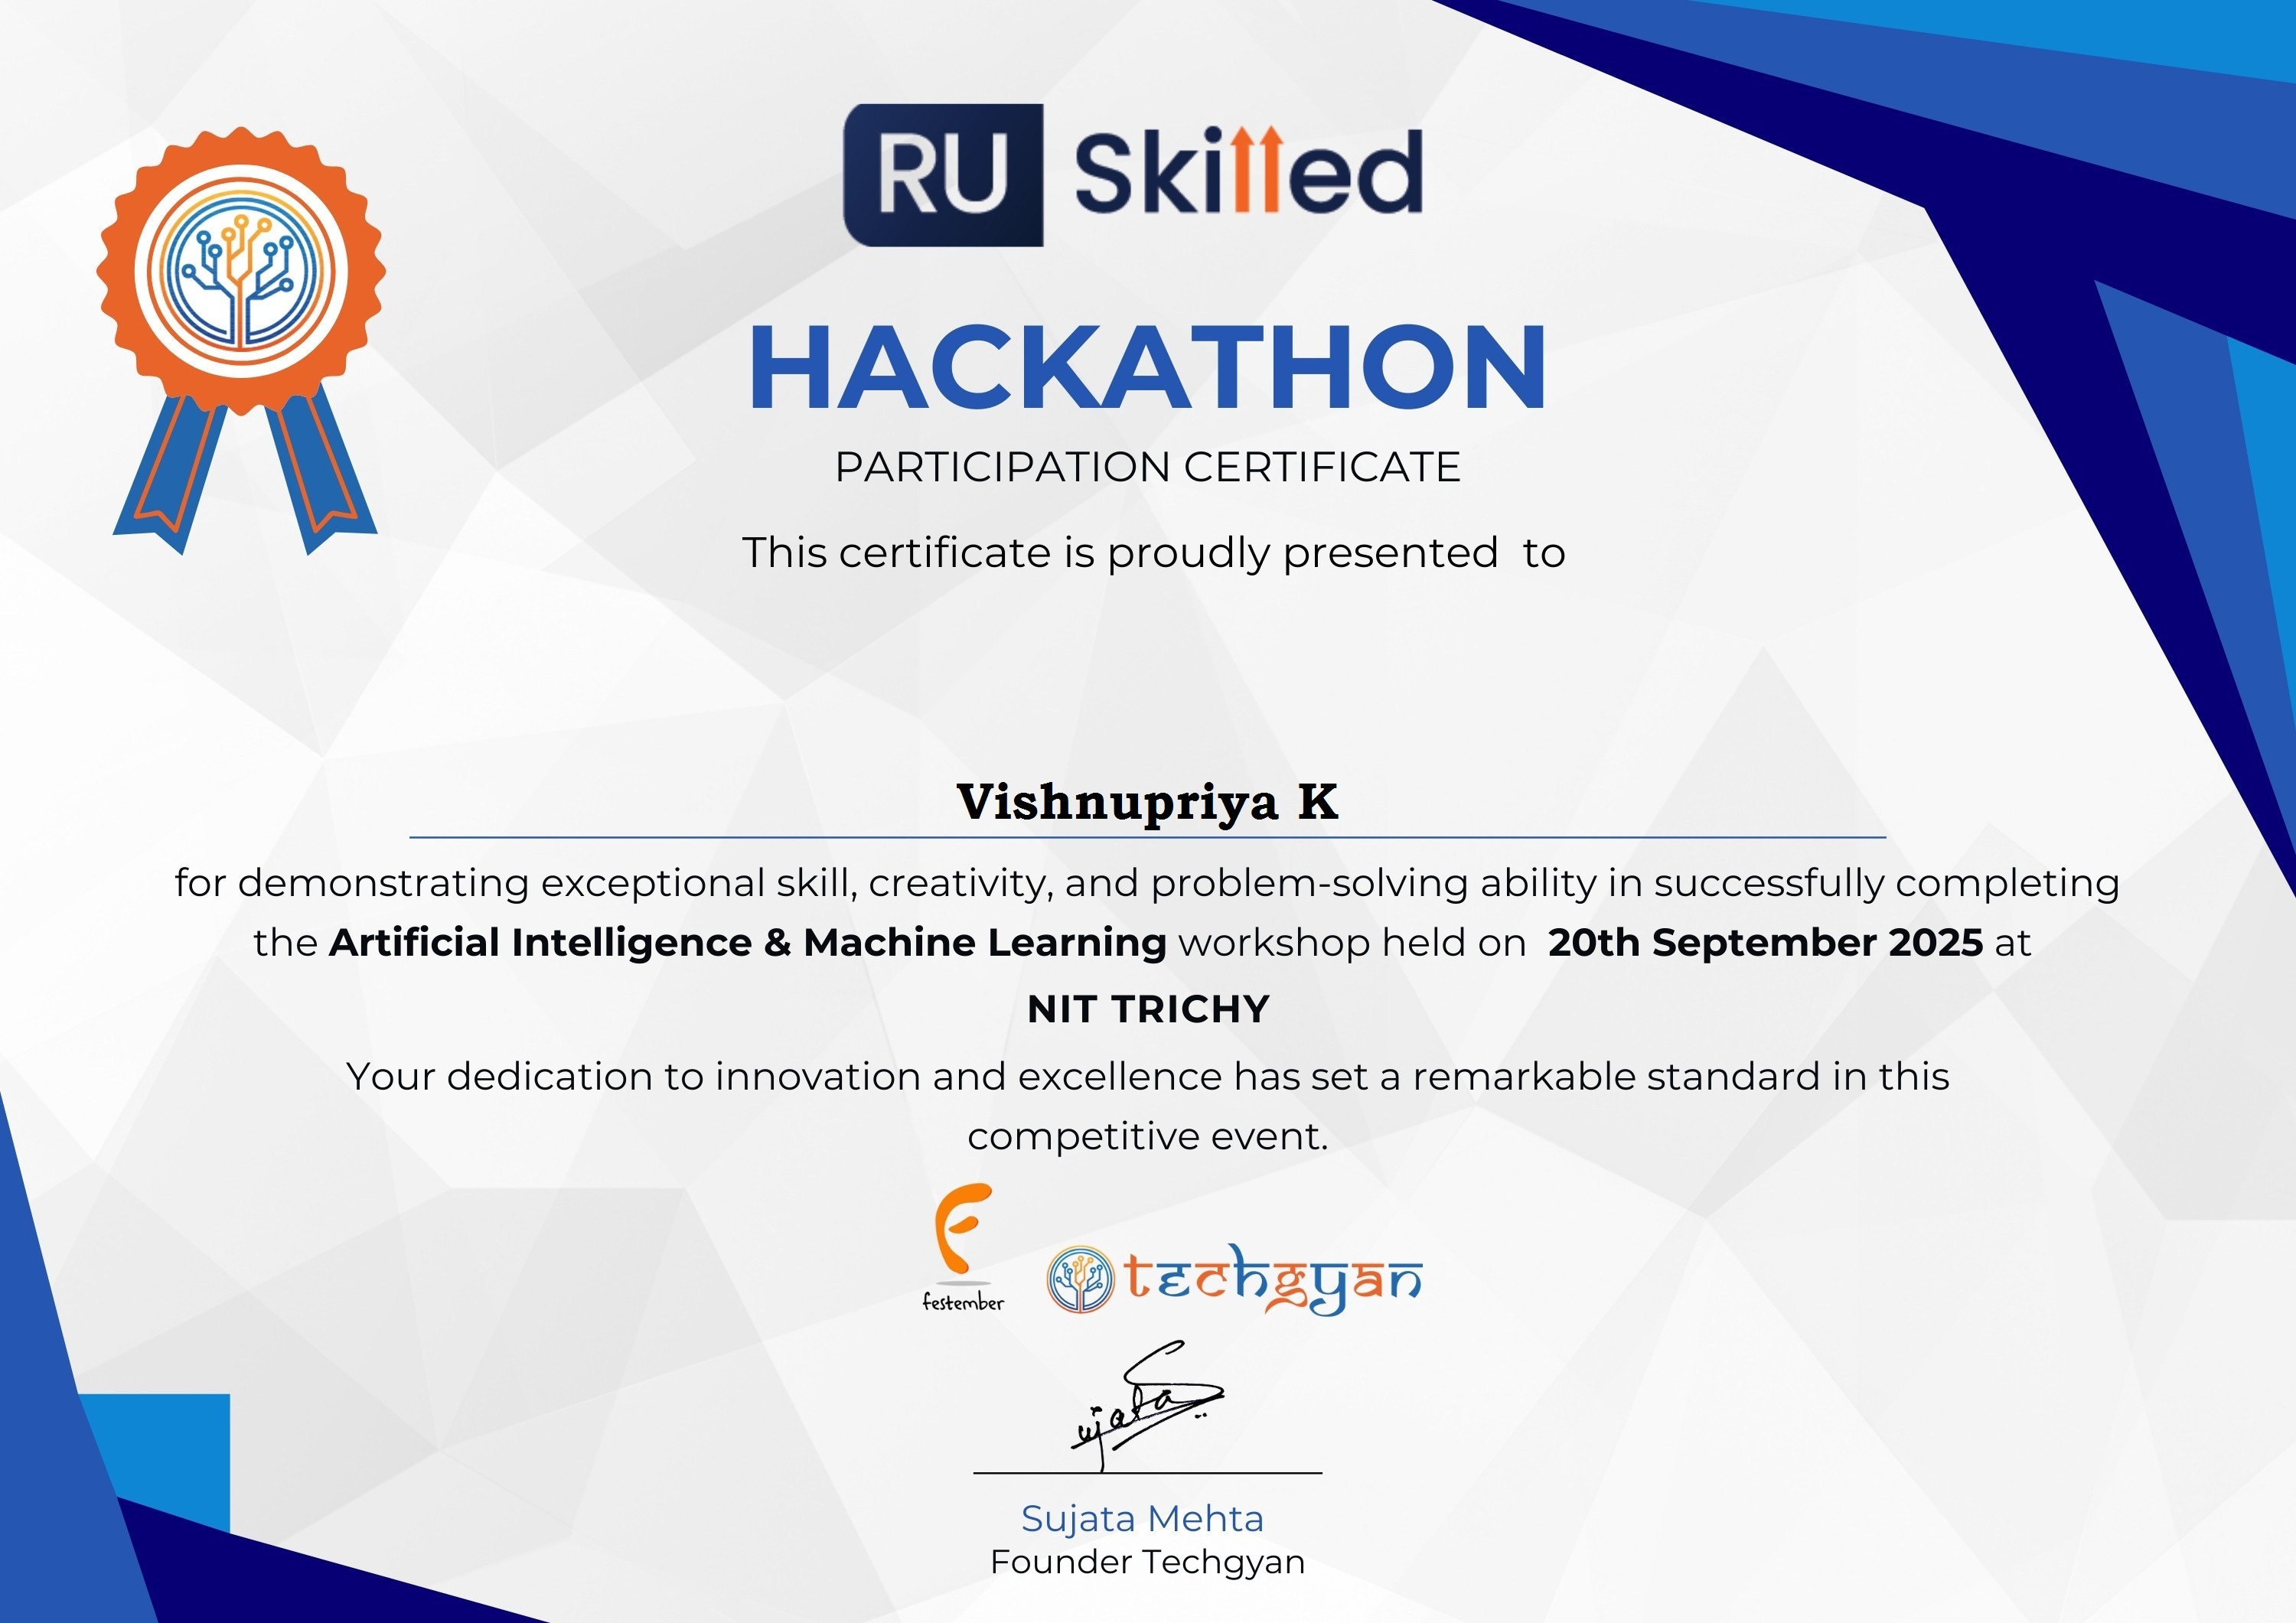 RU Skilled
HACKATHON
PARTICIPATION CERTIFICATE
This certificate is proudly presented to
Vishnupriya K
for demonstrating exceptional skill, creativity, and problem-solving ability in successfully completing
the Artificial Intelligence & Machine Learning workshop held on 20th September 2025 at
NIT TRICHY
Your dedication to innovation and excellence has set a remarkable standard in this
competitive event.
festember
techgyan
Sujata
Sujata Mehta
Founder Techgyan